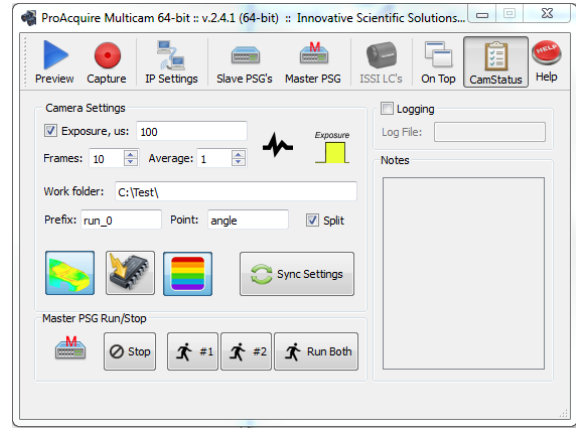 ProAcquire Multicam 64-bit :: v.2.4.1 (64-bit) :: Innovative Scientific Solutions...
Preview Capture IP Settings Slave PSG's Master PSG ISSI LC's On Top CamStatus Help
M
HELP
Camera Settings
Exposure, us: 100
Exposure
Frames: 10 Average: 1
Work folder: C:\Test\
Prefix: run_0 Point: angle Split
Sync Settings
Master PSG Run/Stop
M
Stop #1 #2 Run Both
Logging
Log File:
Notes